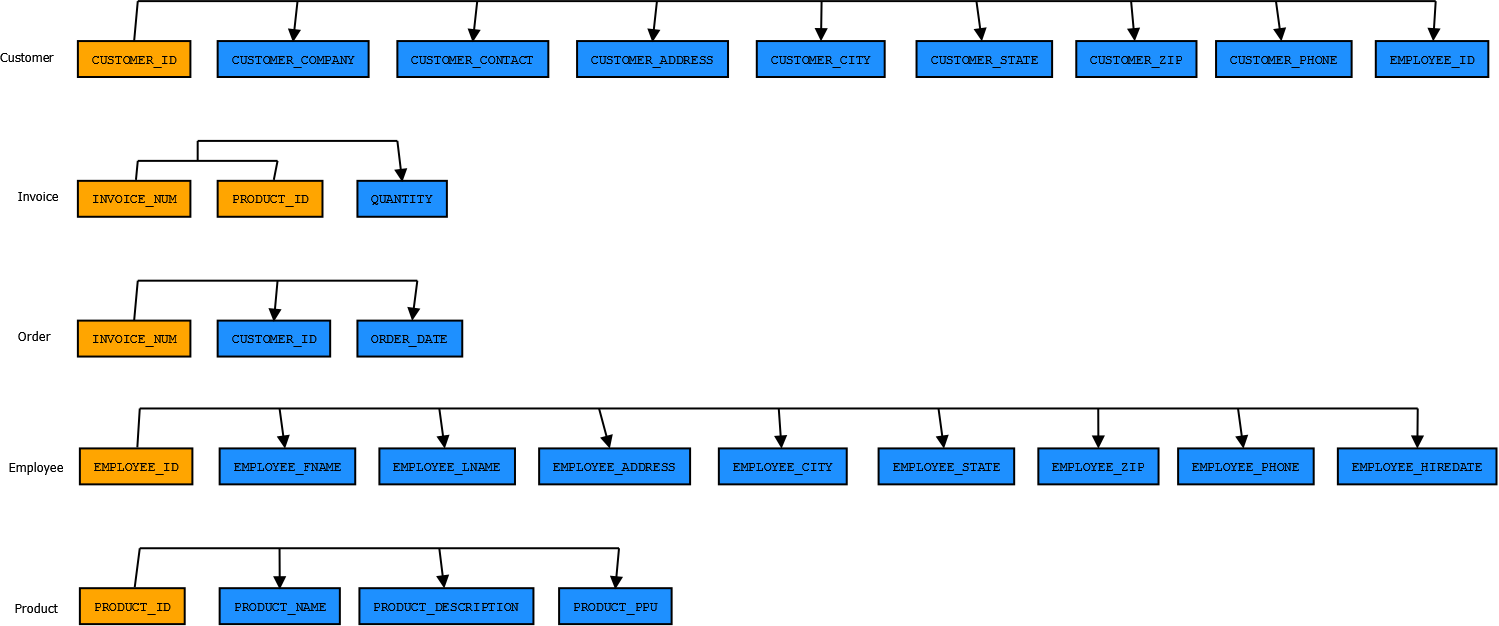 Customer CUSTOMER_ID CUSTOMER_COMPANY CUSTOMER_CONTACT CUSTOMER_ADDRESS CUSTOMER_CITY CUSTOMER_STATE CUSTOMER_ZIP CUSTOMER_PHONE EMPLOYEE_ID
Invoice INVOICE_NUM PRODUCT_ID QUANTITY
Order INVOICE_NUM CUSTOMER_ID ORDER_DATE
Employee EMPLOYEE_ID EMPLOYEE_FNAME EMPLOYEE_LNAME EMPLOYEE_ADDRESS EMPLOYEE_CITY EMPLOYEE_STATE EMPLOYEE_ZIP EMPLOYEE_PHONE EMPLOYEE_HIREDATE
Product PRODUCT_ID PRODUCT_NAME PRODUCT_DESCRIPTION PRODUCT_PPU